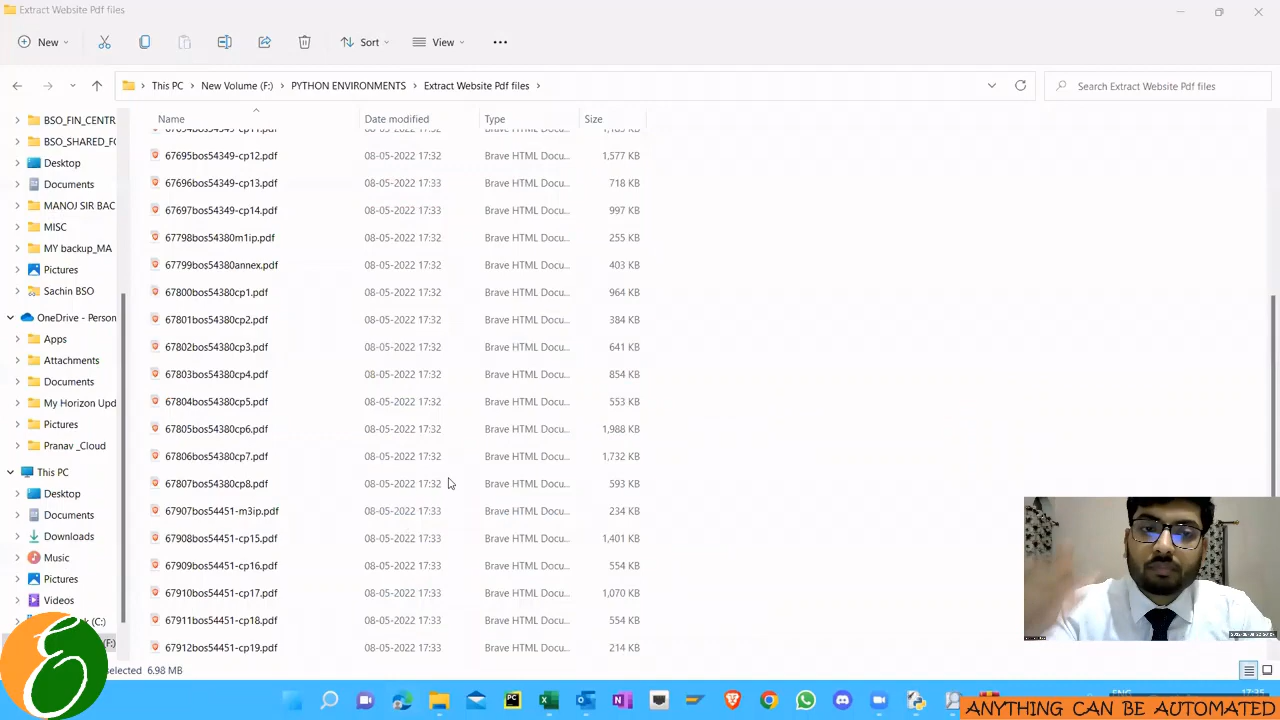 Extract Website Pdf files
New
Sort
View
This PC
New Volume (F:)
PYTHON ENVIRONMENTS
Extract Website Pdf files
Search Extract Website Pdf files
Name
Date modified
Type
Size
BSO_FIN_CENTR
BSO_SHARED_FO
Desktop
Documents
MANOJ SIR BAC
MISC
MY backup_MA
Pictures
Sachin BSO
OneDrive - Person
Apps
Attachments
Documents
My Horizon Upd
Pictures
Pranav _Cloud
This PC
Desktop
Documents
Downloads
Music
Pictures
Videos
k (C:)
F:)
67695bos54349-cp12.pdf 08-05-2022 17:32 Brave HTML Docu... 1,577 KB
67696bos54349-cp13.pdf 08-05-2022 17:33 Brave HTML Docu... 718 KB
67697bos54349-cp14.pdf 08-05-2022 17:33 Brave HTML Docu... 997 KB
67798bos54380m1ip.pdf 08-05-2022 17:32 Brave HTML Docu... 255 KB
67799bos54380annex.pdf 08-05-2022 17:32 Brave HTML Docu... 403 KB
67800bos54380cp1.pdf 08-05-2022 17:32 Brave HTML Docu... 964 KB
67801bos54380cp2.pdf 08-05-2022 17:32 Brave HTML Docu... 384 KB
67802bos54380cp3.pdf 08-05-2022 17:32 Brave HTML Docu... 641 KB
67803bos54380cp4.pdf 08-05-2022 17:32 Brave HTML Docu... 854 KB
67804bos54380cp5.pdf 08-05-2022 17:32 Brave HTML Docu... 553 KB
67805bos54380cp6.pdf 08-05-2022 17:32 Brave HTML Docu... 1,988 KB
67806bos54380cp7.pdf 08-05-2022 17:32 Brave HTML Docu... 1,732 KB
67807bos54380cp8.pdf 08-05-2022 17:32 Brave HTML Docu... 593 KB
67907bos54451-m3ip.pdf 08-05-2022 17:33 Brave HTML Docu... 234 KB
67908bos54451-cp15.pdf 08-05-2022 17:33 Brave HTML Docu... 1,401 KB
67909bos54451-cp16.pdf 08-05-2022 17:33 Brave HTML Docu... 554 KB
67910bos54451-cp17.pdf 08-05-2022 17:33 Brave HTML Docu... 1,070 KB
67911bos54451-cp18.pdf 08-05-2022 17:33 Brave HTML Docu... 554 KB
67912bos54451-cp19.pdf 08-05-2022 17:33 Brave HTML Docu... 214 KB
selected 6.98 MB
ANYTHING CAN BE AUTOMATED